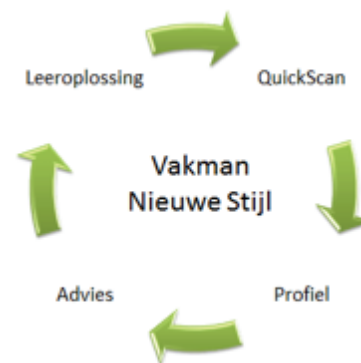 Leeroplossing
QuickScan
Vakman
Nieuwe Stijl
Advies
Profiel